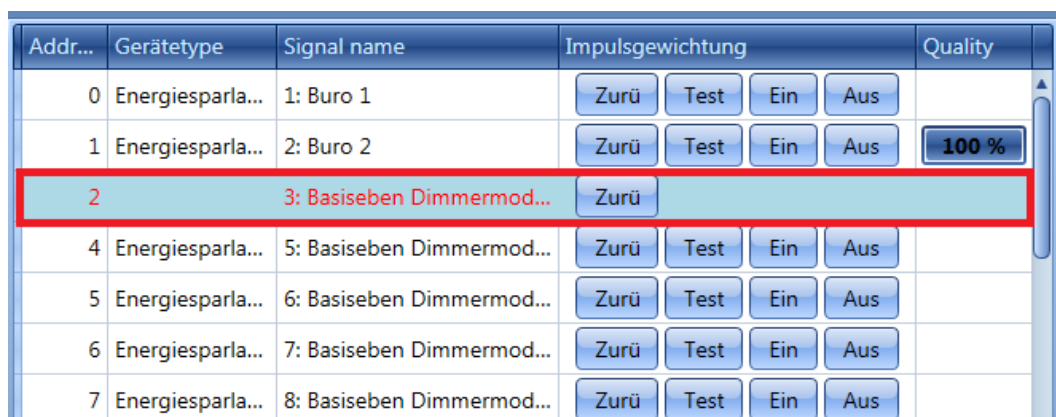 Addr... Gerätetype Signal name Impulsgewichtung Quality
0 Energiesparla... 1: Buro 1 Zurü Test Ein Aus
1 Energiesparla... 2: Buro 2 Zurü Test Ein Aus 100 %
2 3: Basiseben Dimmermod... Zurü
4 Energiesparla... 5: Basiseben Dimmermod... Zurü Test Ein Aus
5 Energiesparla... 6: Basiseben Dimmermod... Zurü Test Ein Aus
6 Energiesparla... 7: Basiseben Dimmermod... Zurü Test Ein Aus
7 Energiesparla... 8: Basiseben Dimmermod... Zurü Test Ein Aus